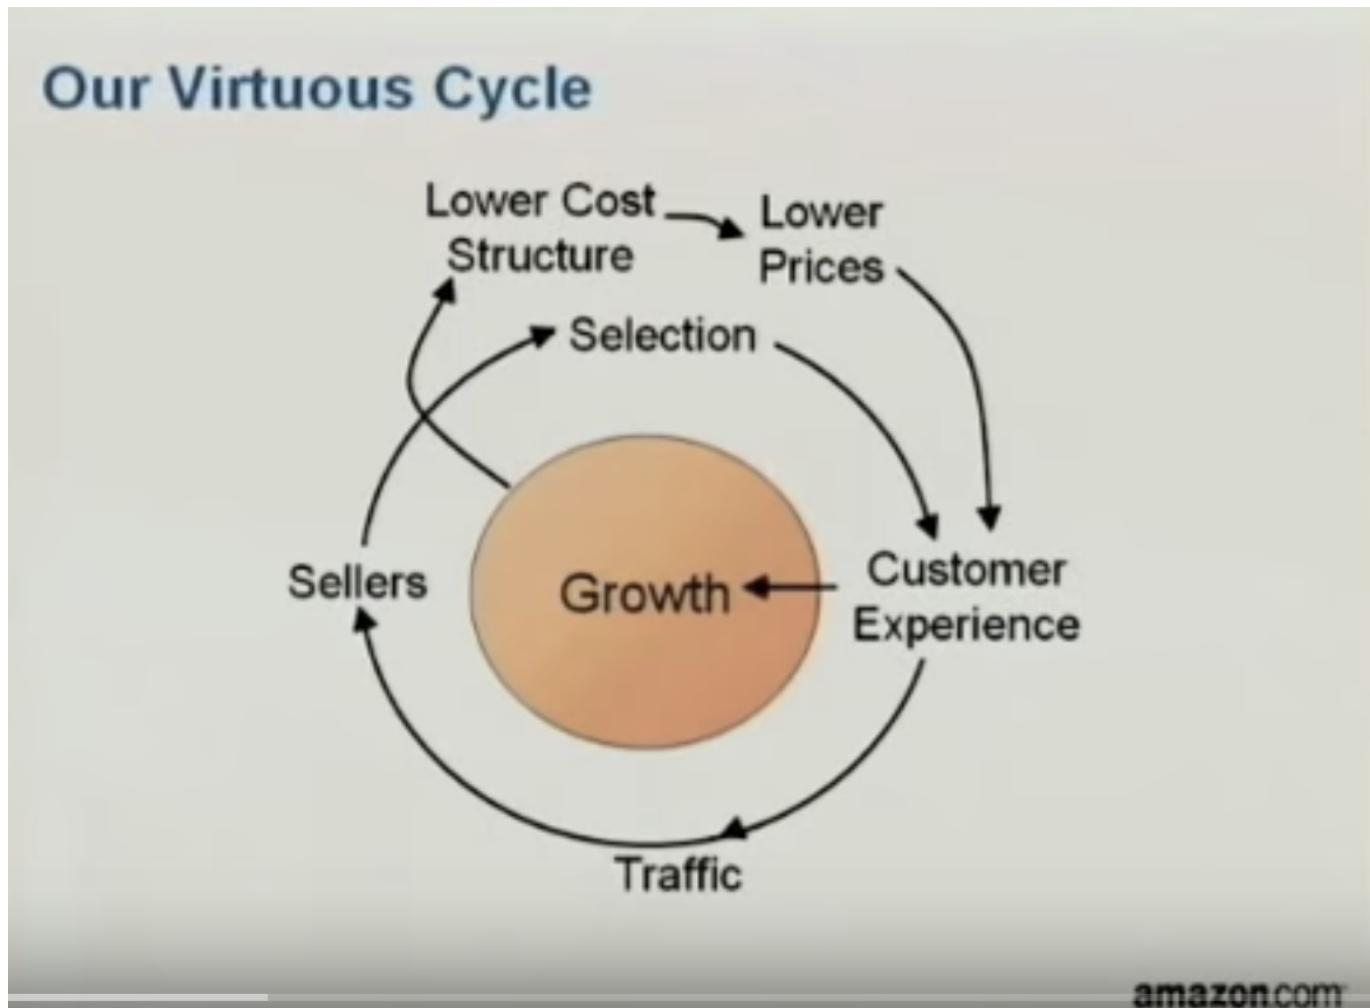 Our Virtuous Cycle
Lower Cost
Structure
Lower
Prices
Selection
Sellers
Growth
Customer
Experience
Traffic
amazon.com